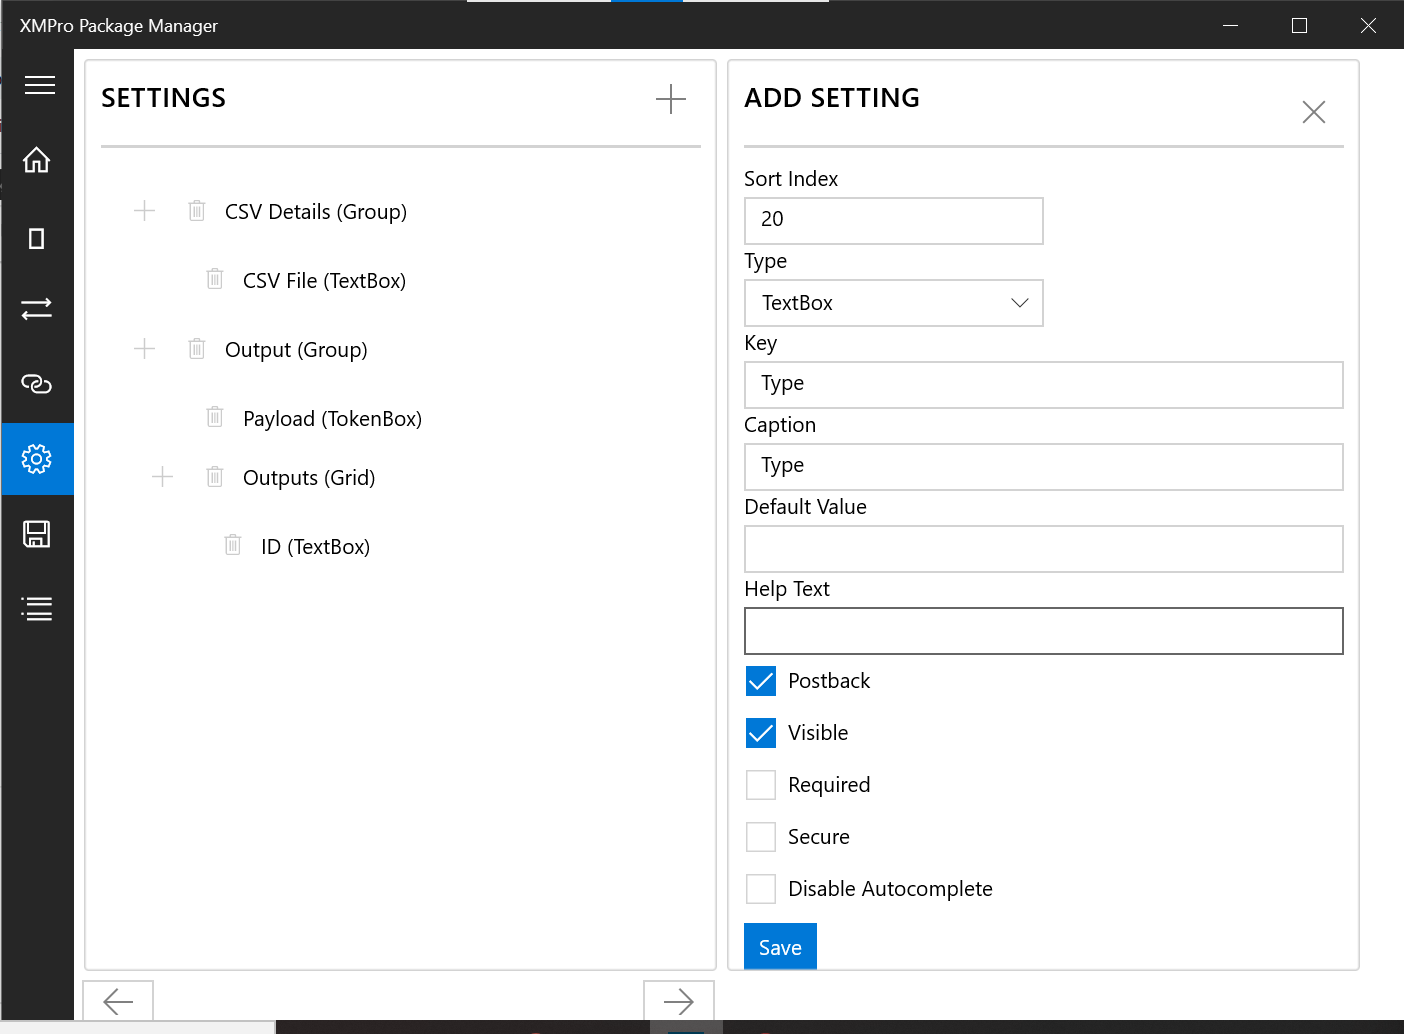 XMPro Package Manager
SETTINGS
CSV Details (Group)
CSV File (TextBox)
Output (Group)
Payload (TokenBox)
Outputs (Grid)
ID (TextBox)
ADD SETTING
Sort Index
20
Type
TextBox
Key
Type
Caption
Type
Default Value
Help Text
Postback
Visible
Required
Secure
Disable Autocomplete
Save